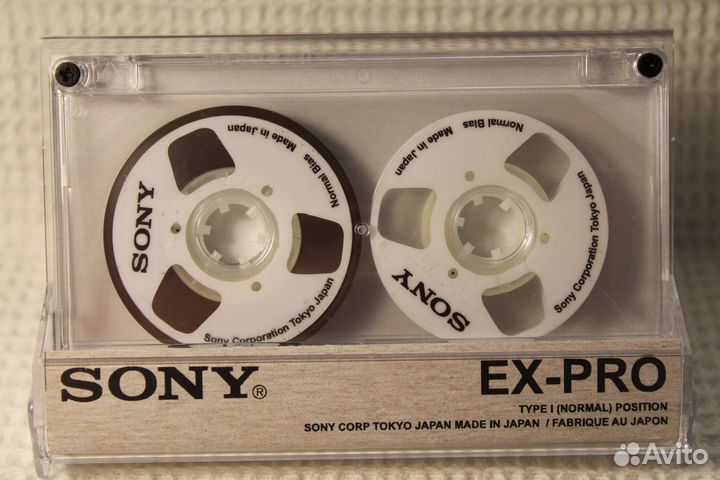 Normal Bias Made in Japan
SONY
Sony Corporation Tokyo Japan
Made in Japan Normal Bias
SONY
Sony Corporation Tokyo Japan
SONY®
EX-PRO
TYPE I (NORMAL) POSITION
SONY CORP TOKYO JAPAN MADE IN JAPAN / FABRIQUE AU JAPON
Avito